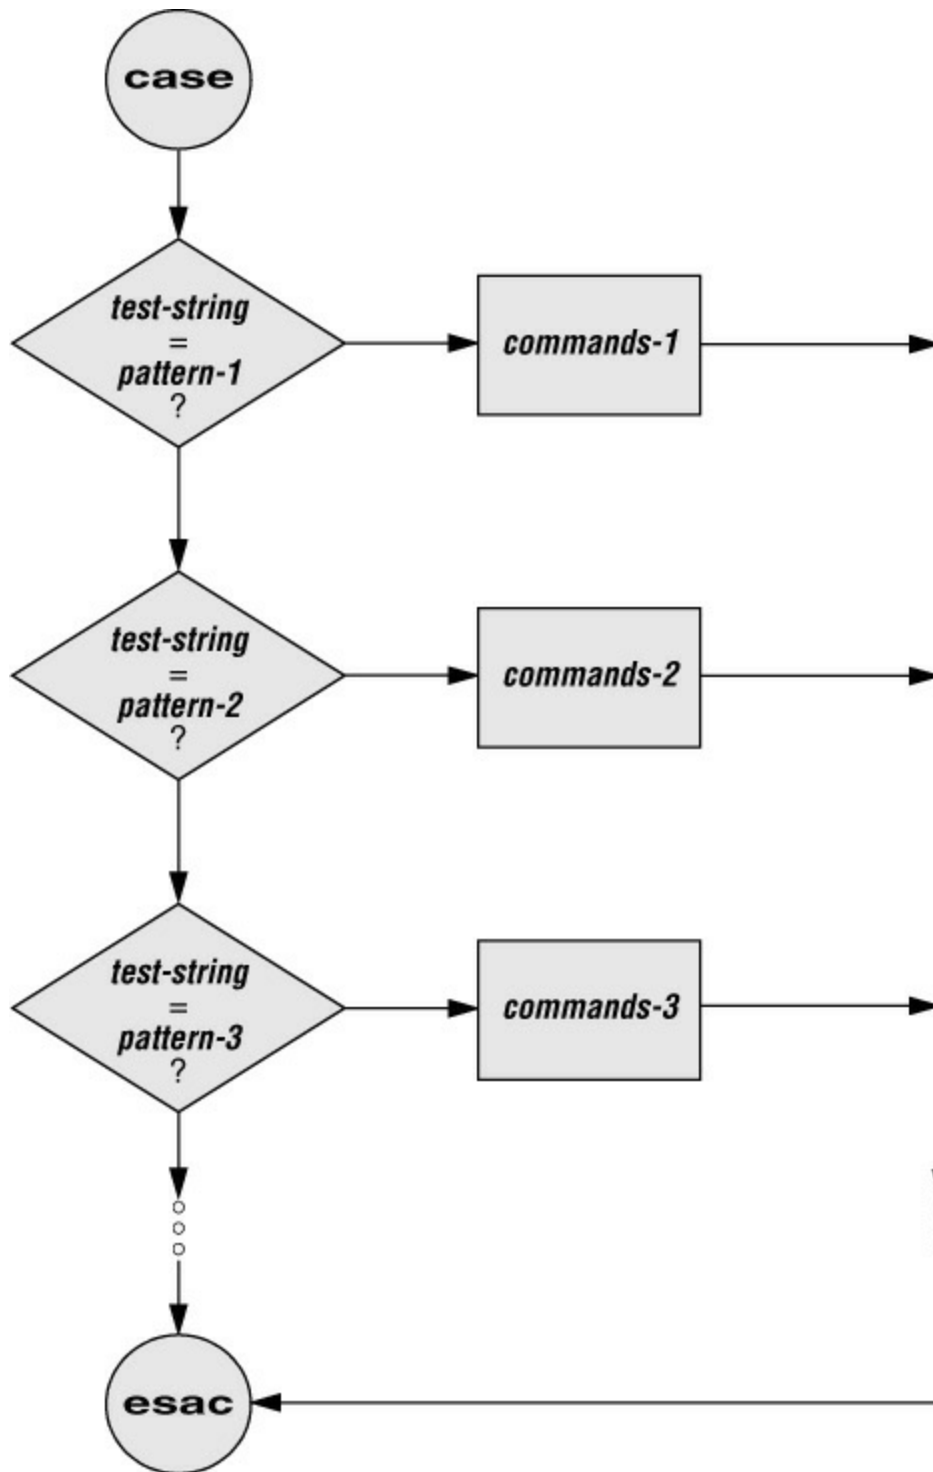 case
test-string
=
pattern-1
?
commands-1
test-string
=
pattern-2
?
commands-2
test-string
=
pattern-3
?
commands-3
esac